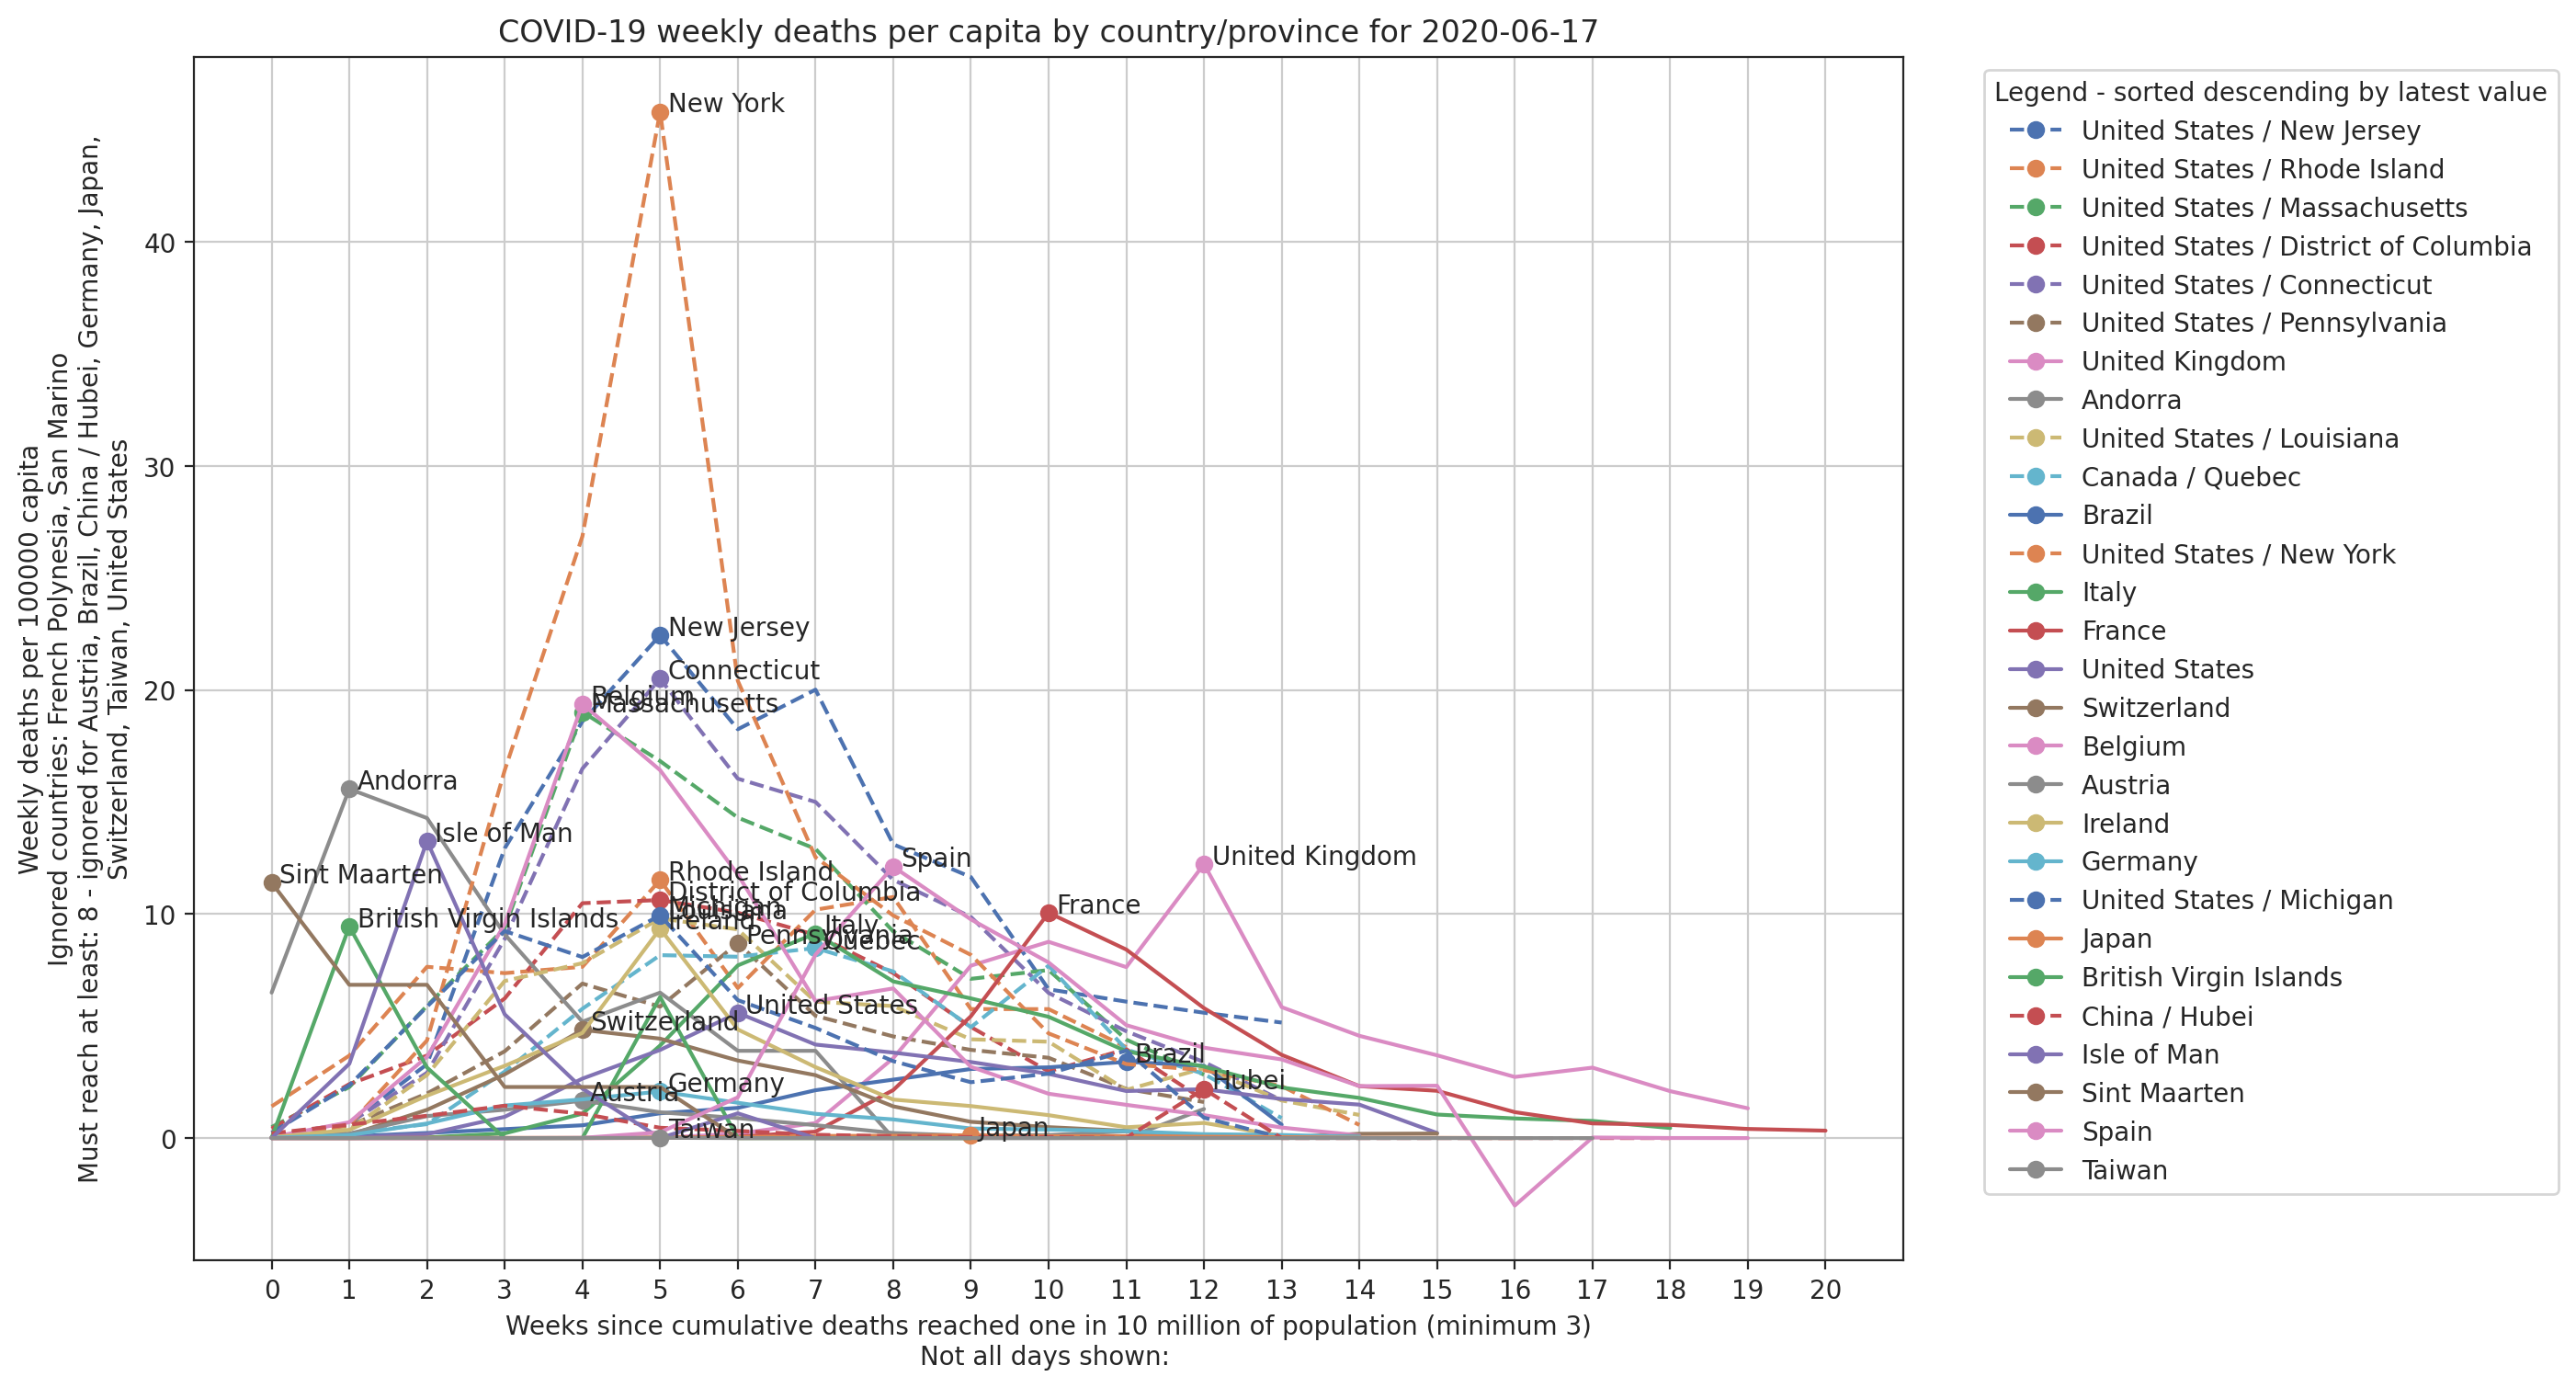 COVID-19 weekly deaths per capita by country/province for 2020-06-17
Weekly deaths per 100000 capita
Ignored countries: French Polynesia, San Marino
Must reach at least: 8 - ignored for Austria, Brazil, China / Hubei, Germany, Japan,
Switzerland, Taiwan, United States
40
30
20
10
0
New York
New Jersey
Connecticut
Belgium
Massachusetts
Andorra
Isle of Man
Sint Maarten
British Virgin Islands
Rhode Island
District of Columbia
Michigan
Louisiana
Ireland
Pennsylvania
Italy
Quebec
Spain
United Kingdom
France
United States
Switzerland
Brazil
Germany
Austria
Hubei
Taiwan
Japan
0 1 2 3 4 5 6 7 8 9 10 11 12 13 14 15 16 17 18 19 20
Weeks since cumulative deaths reached one in 10 million of population (minimum 3)
Not all days shown:
Legend - sorted descending by latest value
United States / New Jersey
United States / Rhode Island
United States / Massachusetts
United States / District of Columbia
United States / Connecticut
United States / Pennsylvania
United Kingdom
Andorra
United States / Louisiana
Canada / Quebec
Brazil
United States / New York
Italy
France
United States
Switzerland
Belgium
Austria
Ireland
Germany
United States / Michigan
Japan
British Virgin Islands
China / Hubei
Isle of Man
Sint Maarten
Spain
Taiwan